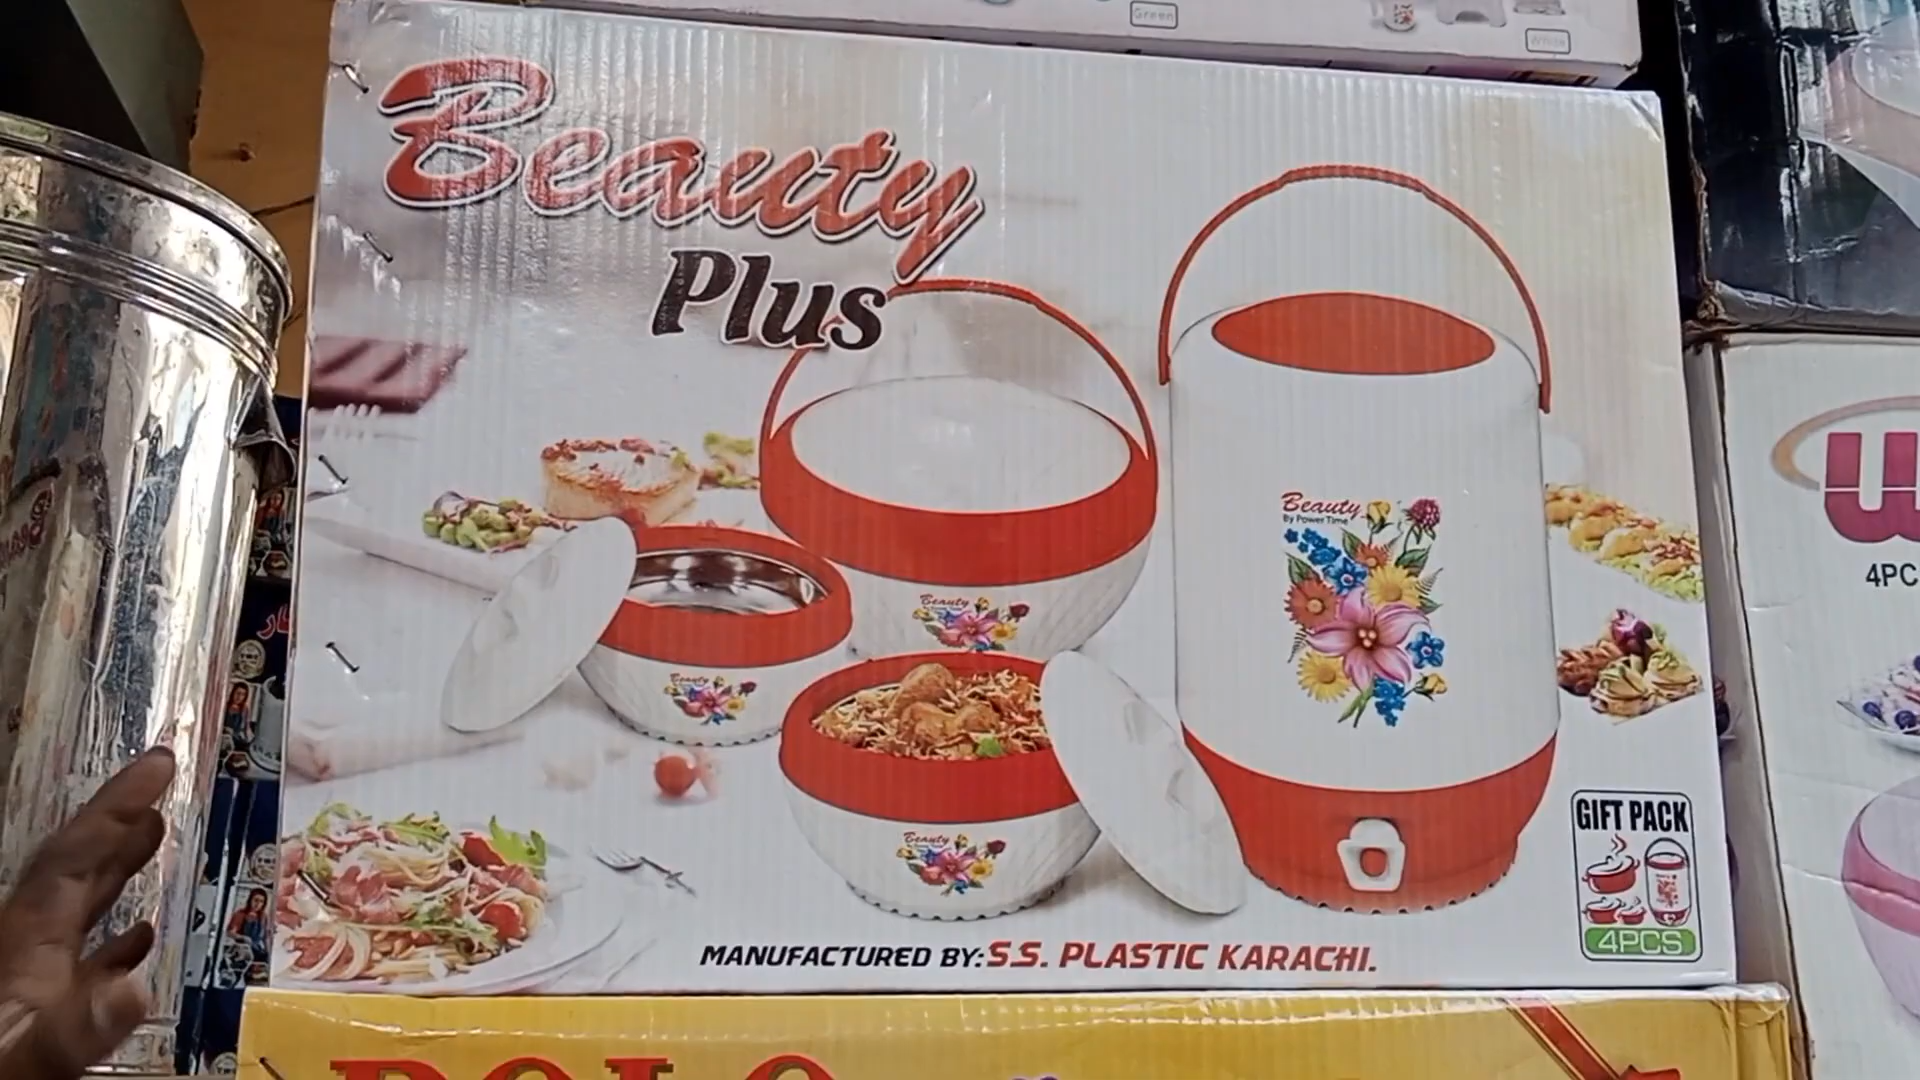 Green
White
Beauty
Plus
Beauty
By Power Time
Beauty
Beauty
Beauty
GIFT PACK
4PCS
MANUFACTURED BY: S.S. PLASTIC KARACHI.
4PC